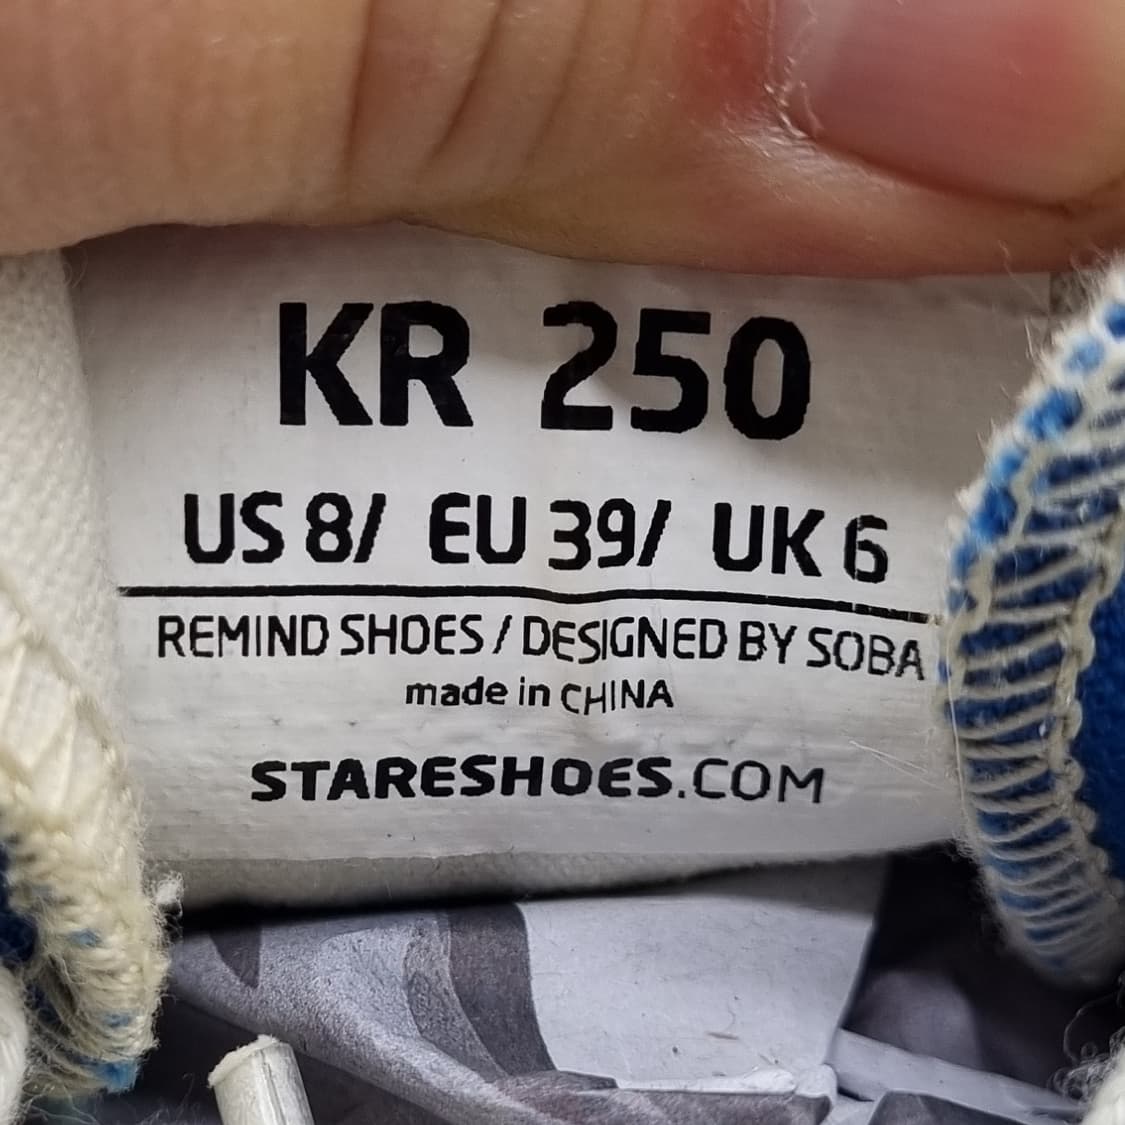 KR 250
US 8/ EU 39/ UK 6
REMIND SHOES / DESIGNED BY SOBA
made in CHINA
STARESHOES.COM